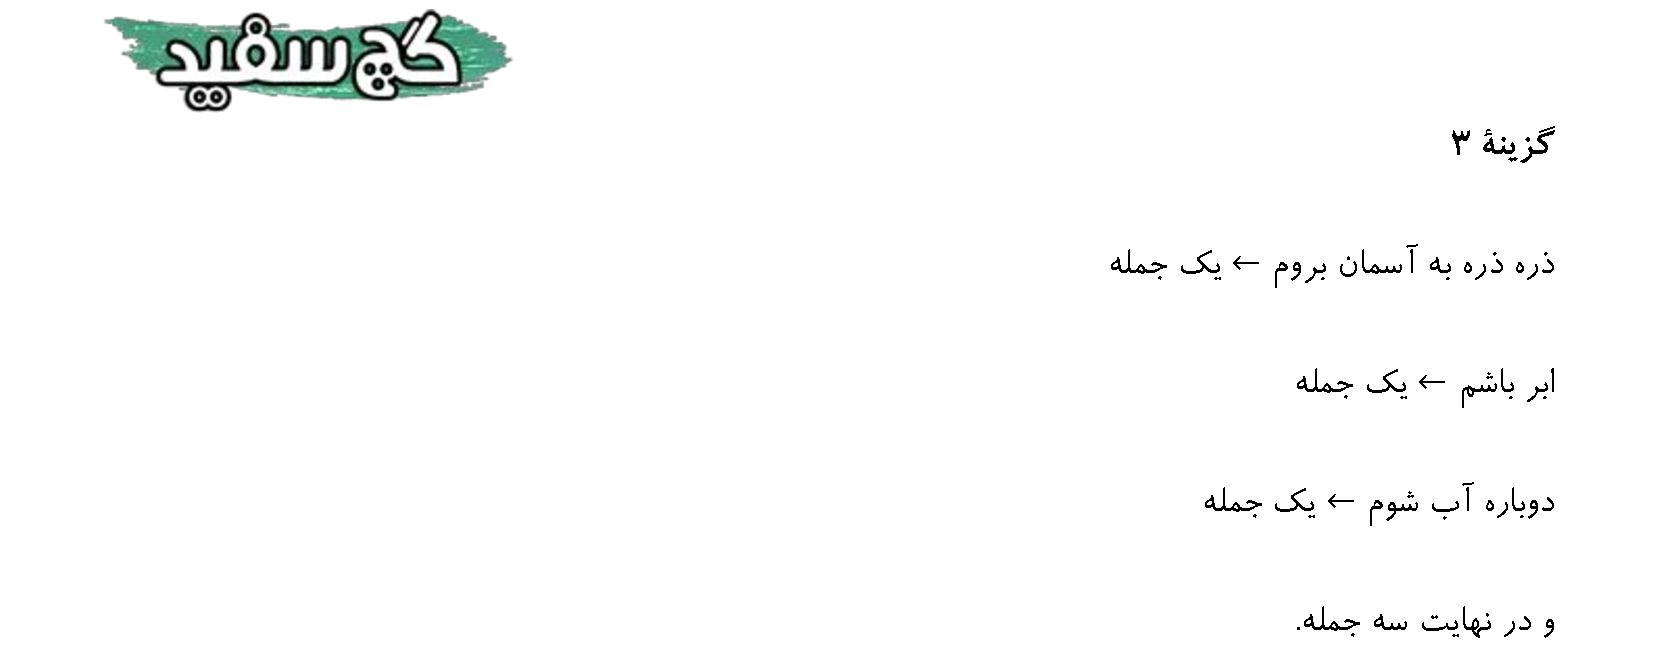 گچ سفید
گزینهٔ ۳
ذره ذره به آسمان بروم ← یک جمله
ابر باشم ← یک جمله
دوباره آب شوم ← یک جمله
و در نهایت سه جمله.